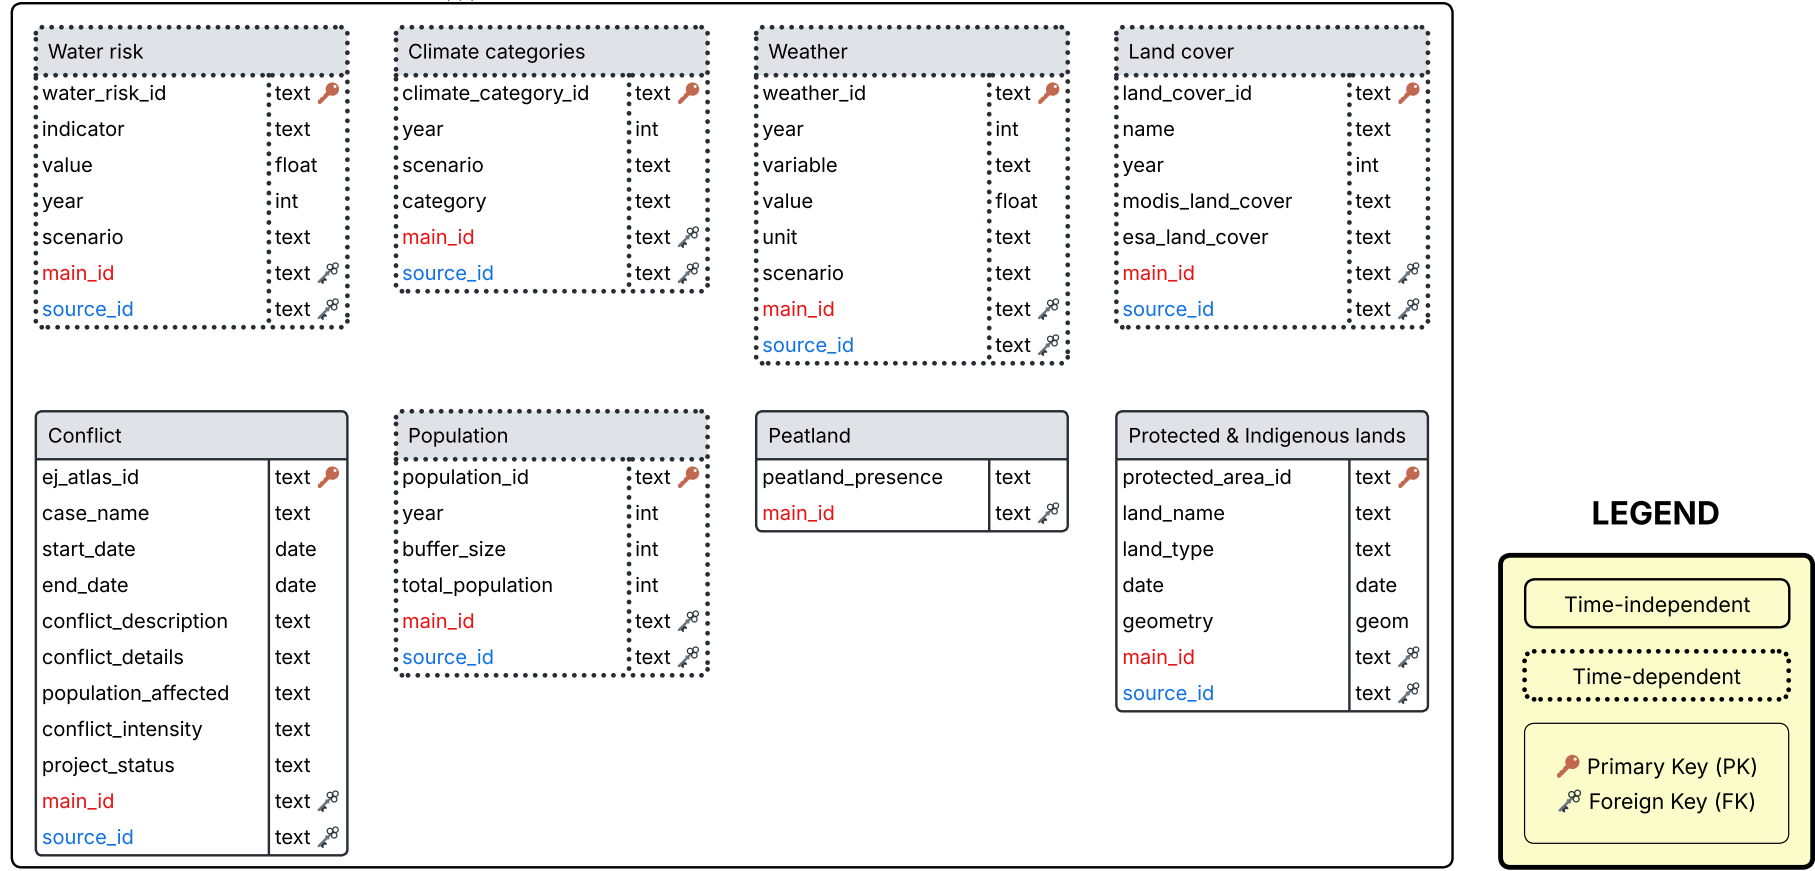 Water risk
water_risk_id text
indicator text
value float
year int
scenario text
main_id text
source_id text
Climate categories
climate_category_id text
year int
scenario text
category text
main_id text
source_id text
Weather
weather_id text
year int
variable text
value float
unit text
scenario text
main_id text
source_id text
Land cover
land_cover_id text
name text
year int
modis_land_cover text
esa_land_cover text
main_id text
source_id text
Conflict
ej_atlas_id text
case_name text
start_date date
end_date date
conflict_description text
conflict_details text
population_affected text
conflict_intensity text
project_status text
main_id text
source_id text
Population
population_id text
year int
buffer_size int
total_population int
main_id text
source_id text
Peatland
peatland_presence text
main_id text
Protected & Indigenous lands
protected_area_id text
land_name text
land_type text
date date
geometry geom
main_id text
source_id text
LEGEND
Time-independent
Time-dependent
Primary Key (PK)
Foreign Key (FK)